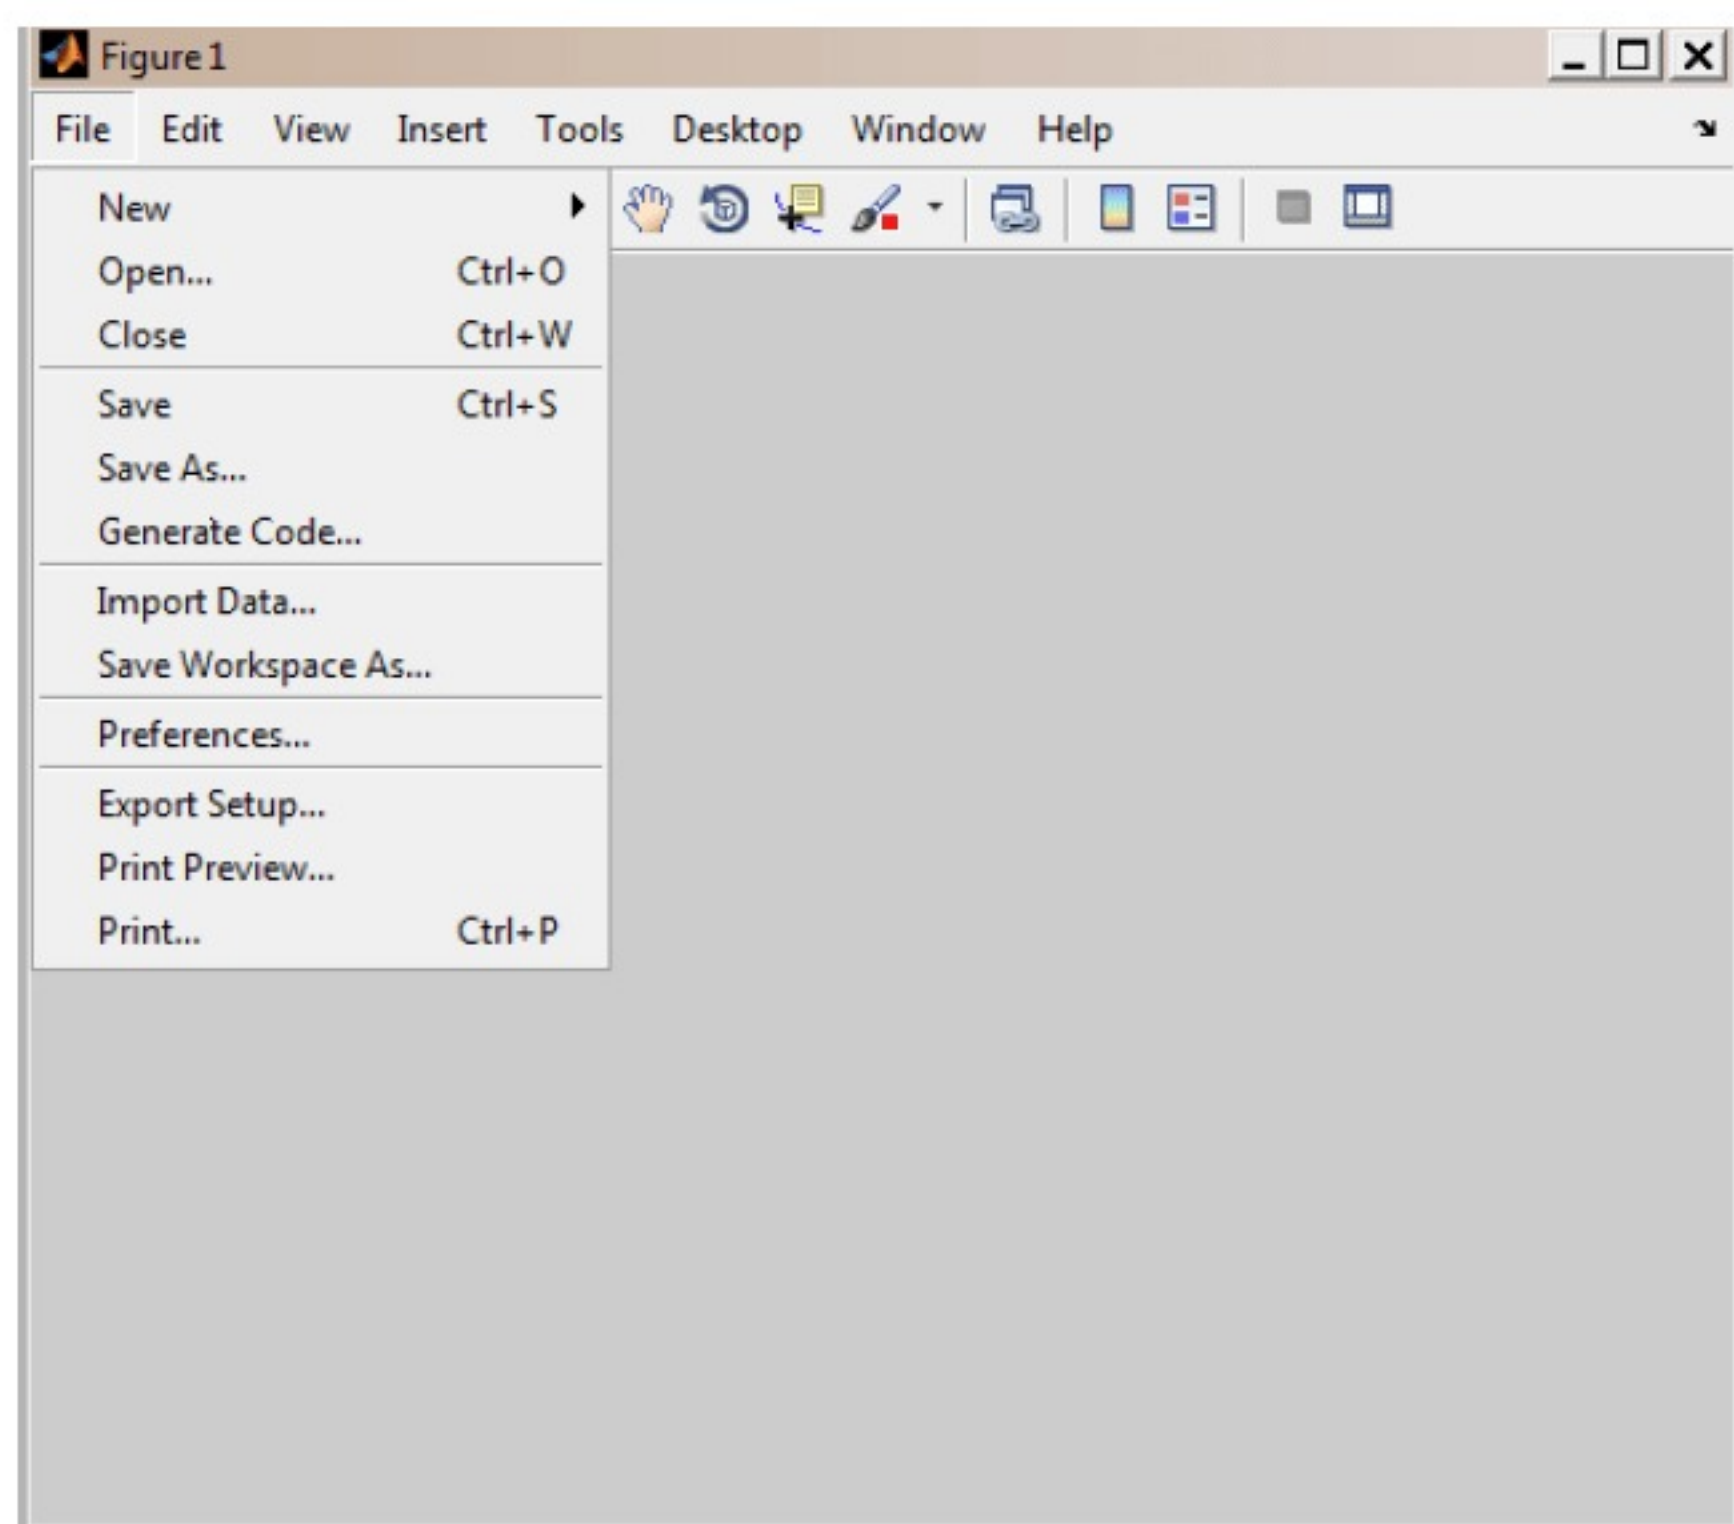 Figure 1
File Edit View Insert Tools Desktop Window Help
New
Open... Ctrl+O
Close Ctrl+W
Save Ctrl+S
Save As...
Generate Code...
Import Data...
Save Workspace As...
Preferences...
Export Setup...
Print Preview...
Print... Ctrl+P